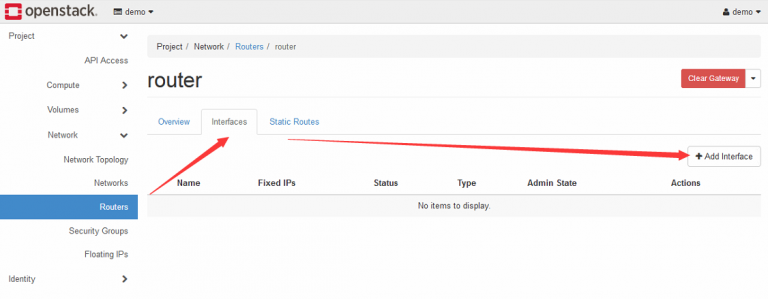 openstack. demo demo
Project
API Access
Compute
Volumes
Network
Network Topology
Networks
Routers
Security Groups
Floating IPs
Identity
Project / Network / Routers / router
router
Clear Gateway
Overview Interfaces Static Routes
+ Add Interface
Name Fixed IPs Status Type Admin State Actions
No items to display.